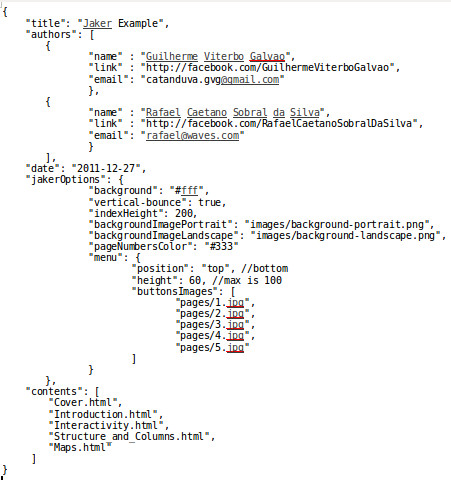 {
    "title": "Jaker Example",
    "authors": [
        {
                "name" : "Guilherme Viterbo Galvao",
                "link" : "http://facebook.com/GuilhermeViterboGalvao",
                "email": "catanduva.gvg@gmail.com"
                },
        {
                "name" : "Rafael Caetano Sobral da Silva",
                "link" : "http://facebook.com/RafaelCaetanoSobralDaSilva",
                "email": "rafael@waves.com"
                }
        ],
    "date": "2011-12-27",
    "jakerOptions": {
                "background": "#fff",
                "vertical-bounce": true,
                "indexHeight": 200,
                "backgroundImagePortrait": "images/background-portrait.png",
                "backgroundImageLandscape": "images/background-landscape.png",
                "pageNumbersColor": "#333"
                "menu": {
                        "position": "top", //bottom
                        "height": 60, //max is 100
                        "buttonsImages": [
                                "pages/1.jpg",
                                "pages/2.jpg",
                                "pages/3.jpg",
                                "pages/4.jpg",
                                "pages/5.jpg"
                        ]
                }
        },
    "contents": [
        "Cover.html",
        "Introduction.html",
        "Interactivity.html",
        "Structure_and_Columns.html",
        "Maps.html"
     ]
}